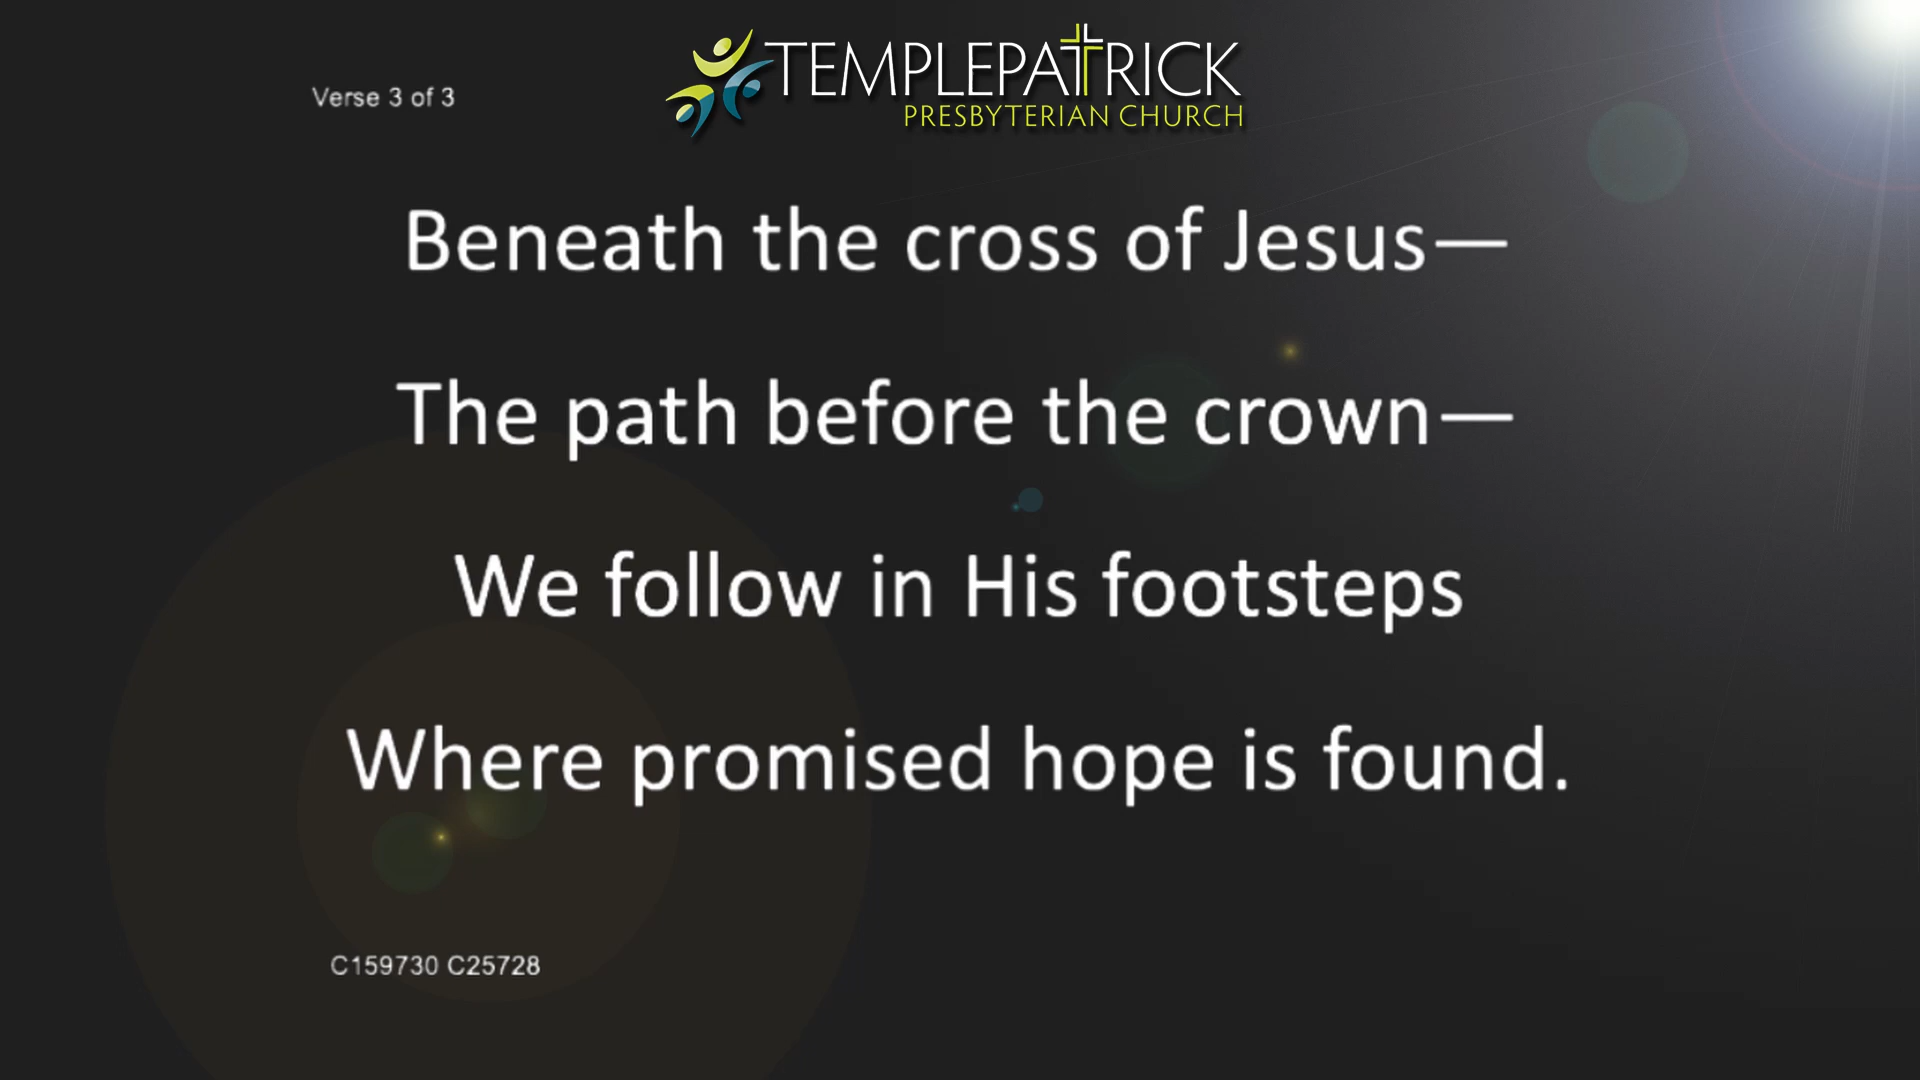 Verse 3 of 3
TEMPLEPATRICK
PRESBYTERIAN CHURCH
Beneath the cross of Jesus—
The path before the crown—
We follow in His footsteps
Where promised hope is found.
C159730 C25728